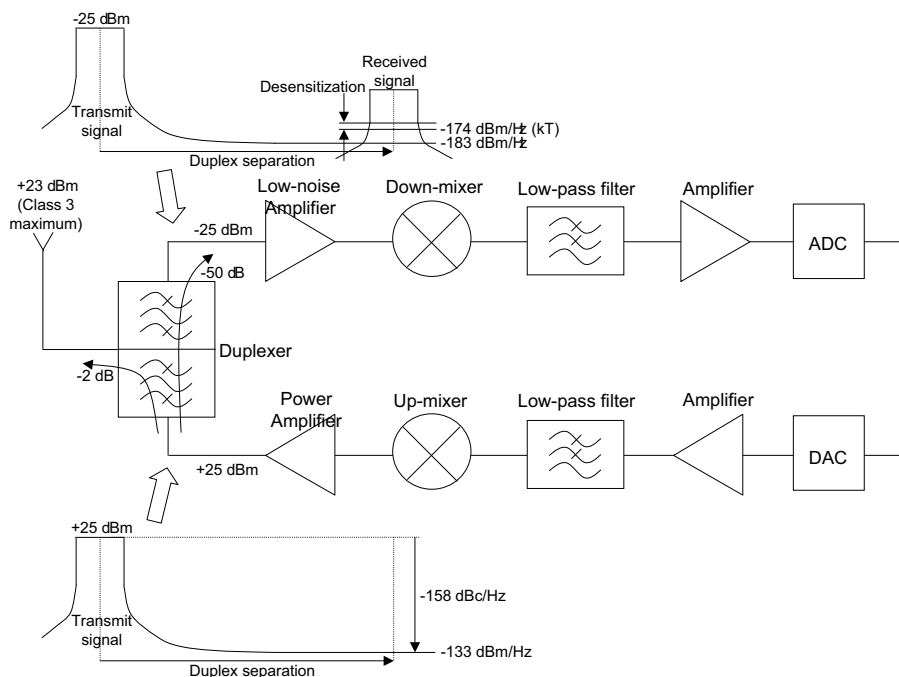 -25 dBm
Received
signal
Desensitization
Transmit
signal
-174 dBm/Hz (kT)
-183 dBm/Hz
Duplex separation
+23 dBm
(Class 3
maximum)
Low-noise
Amplifier
Down-mixer
Low-pass filter
Amplifier
-25 dBm
ADC
-50 dB
Duplexer
-2 dB
Power
Amplifier
Up-mixer
Low-pass filter
Amplifier
+25 dBm
DAC
+25 dBm
-158 dBc/Hz
Transmit
signal
-133 dBm/Hz
Duplex separation